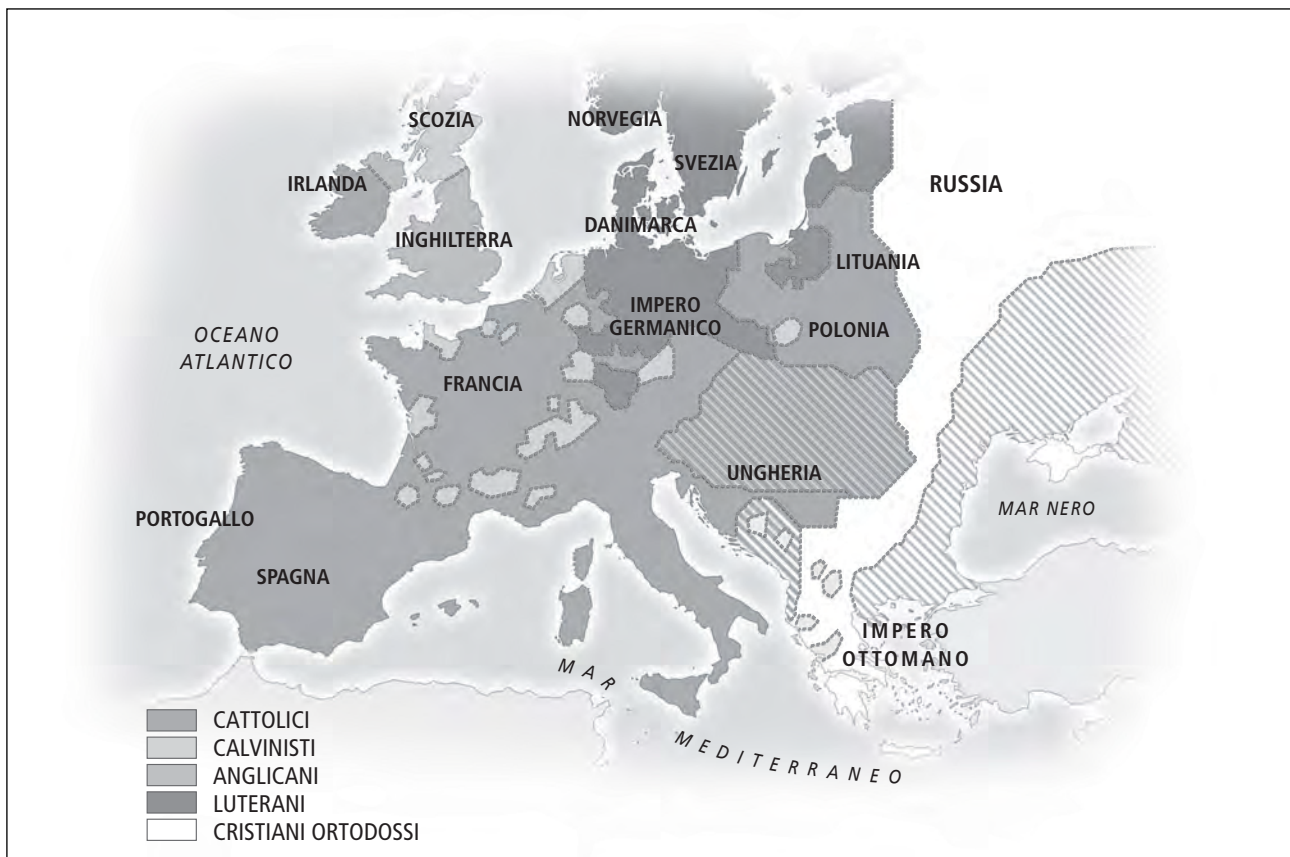 SCOZIA
NORVEGIA
SVEZIA
IRLANDA
RUSSIA
DANIMARCA
INGHILTERRA
LITUANIA
IMPERO
GERMANICO
POLONIA
OCEANO
ATLANTICO
FRANCIA
UNGHERIA
MAR NERO
PORTOGALLO
SPAGNA
IMPERO
OTTOMANO
MAR
MEDITERRANEO
CATTOLICI
CALVINISTI
ANGLICANI
LUTERANI
CRISTIANI ORTODOSSI